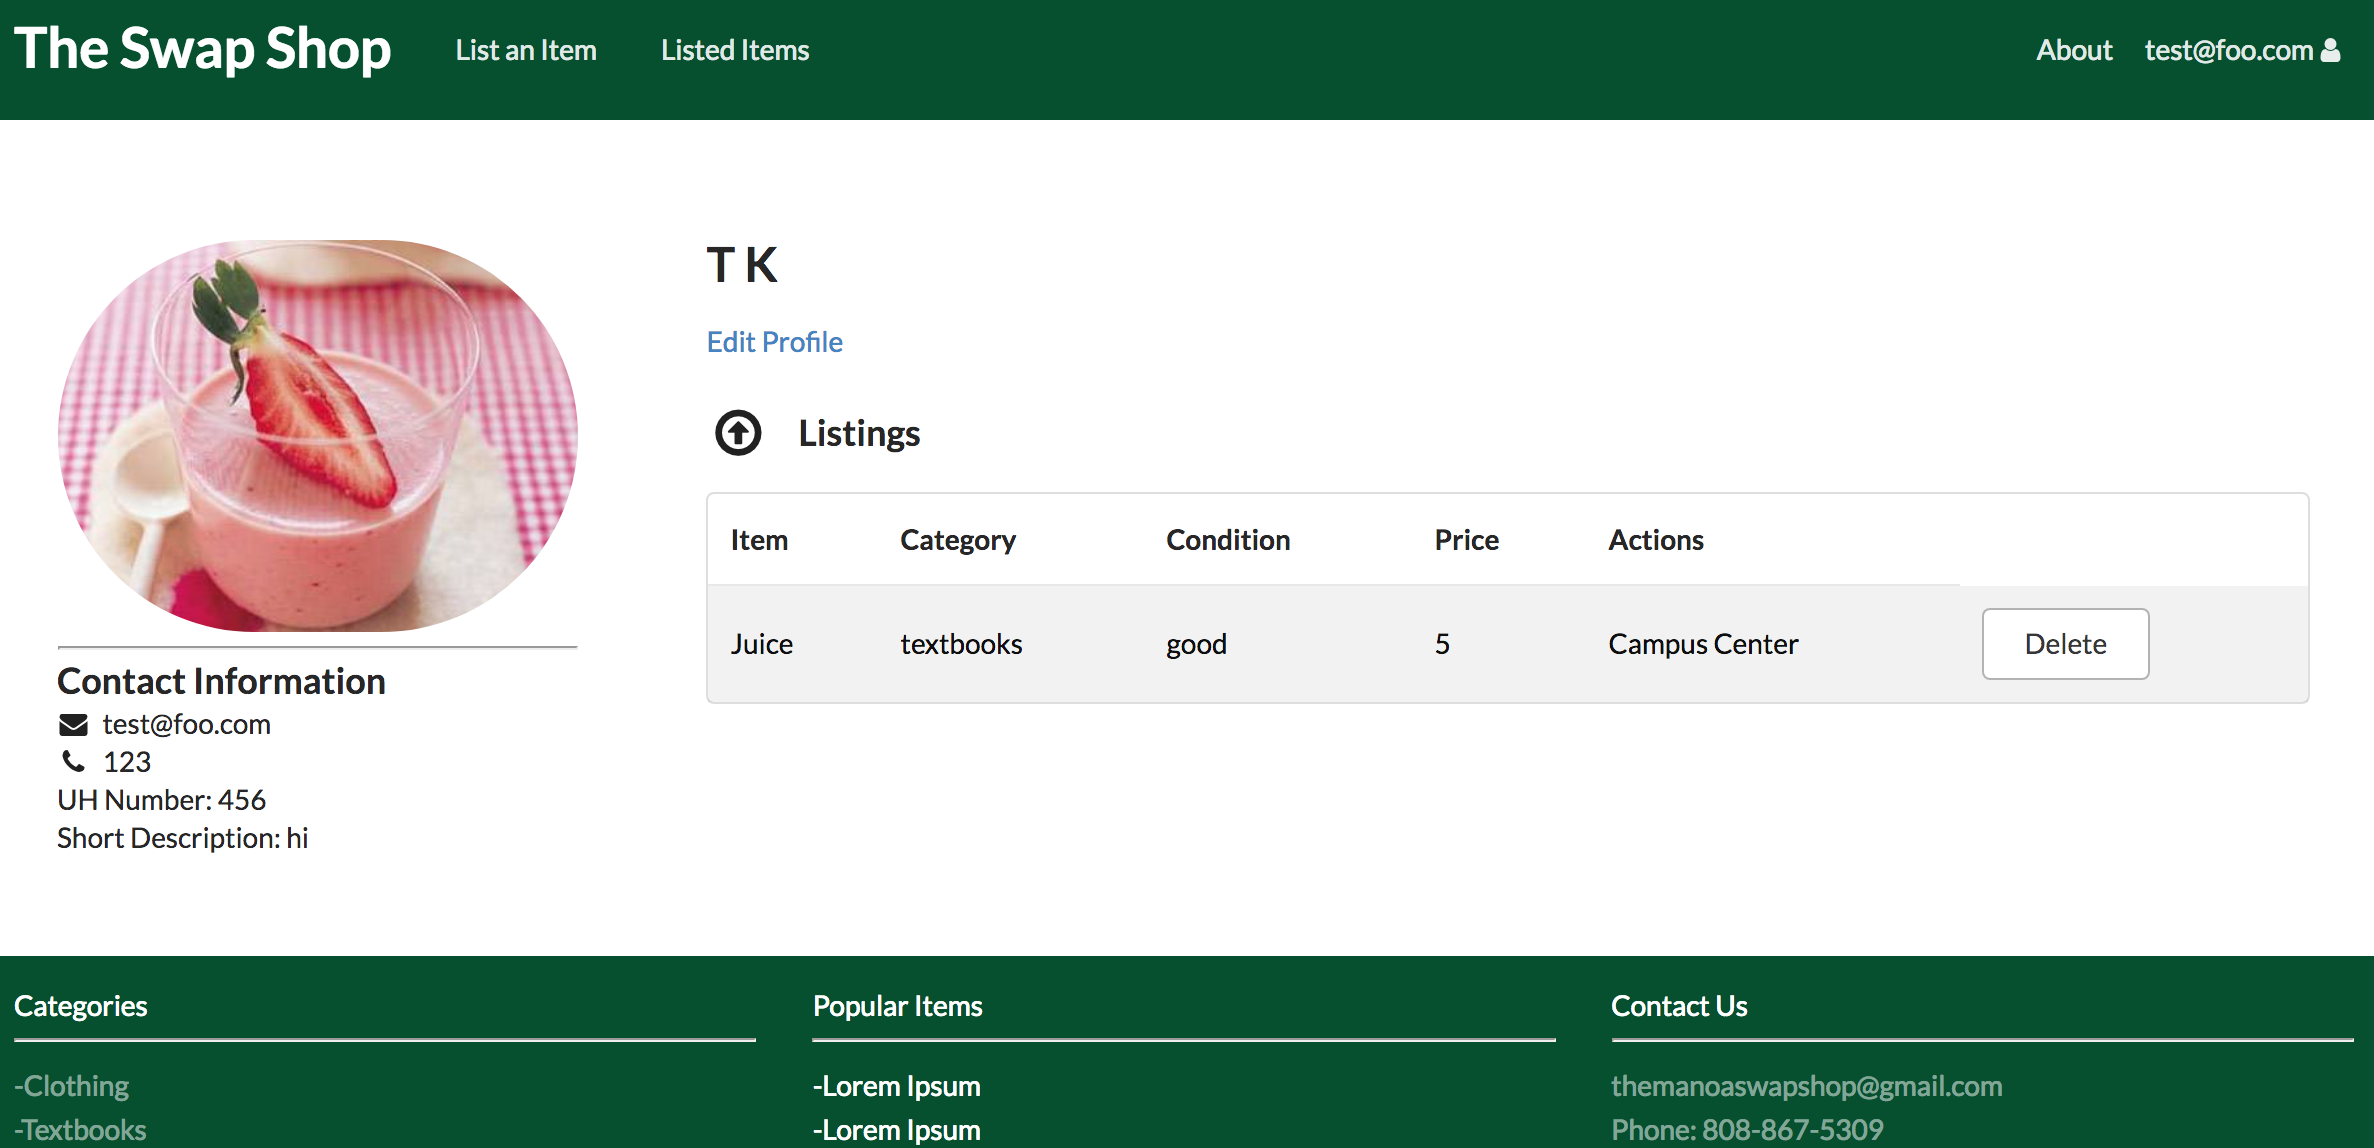 The Swap Shop List an Item Listed Items About test@foo.com
T K
Edit Profile
Listings
Item Category Condition Price Actions
Juice textbooks good 5 Campus Center Delete
Contact Information
test@foo.com
123
UH Number: 456
Short Description: hi
Categories
-Clothing
-Textbooks
Popular Items
-Lorem Ipsum
-Lorem Ipsum
Contact Us
themanoaswapshop@gmail.com
Phone: 808-867-5309